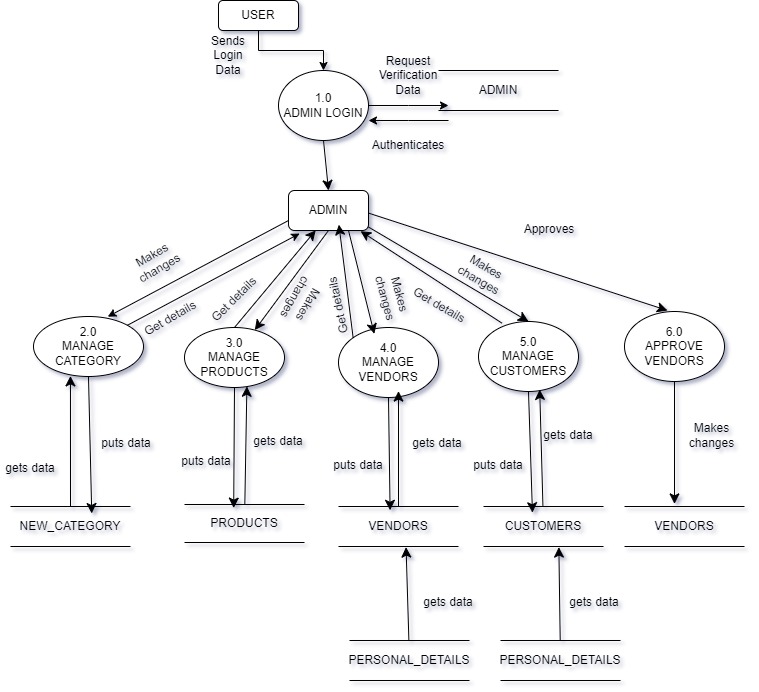 USER
Sends
Login
Data
Request
Verification
Data
ADMIN
1.0
ADMIN LOGIN
Authenticates
ADMIN
Approves
Makes
changes
Get details
Get details
Makes
changes
Get details
Makes
changes
Makes
changes
Get details
2.0
MANAGE
CATEGORY
3.0
MANAGE
PRODUCTS
4.0
MANAGE
VENDORS
5.0
MANAGE
CUSTOMERS
6.0
APPROVE
VENDORS
gets data
puts data
puts data
gets data
puts data
gets data
puts data
gets data
Makes
changes
NEW_CATEGORY
PRODUCTS
VENDORS
CUSTOMERS
VENDORS
gets data
gets data
PERSONAL_DETAILS
PERSONAL_DETAILS